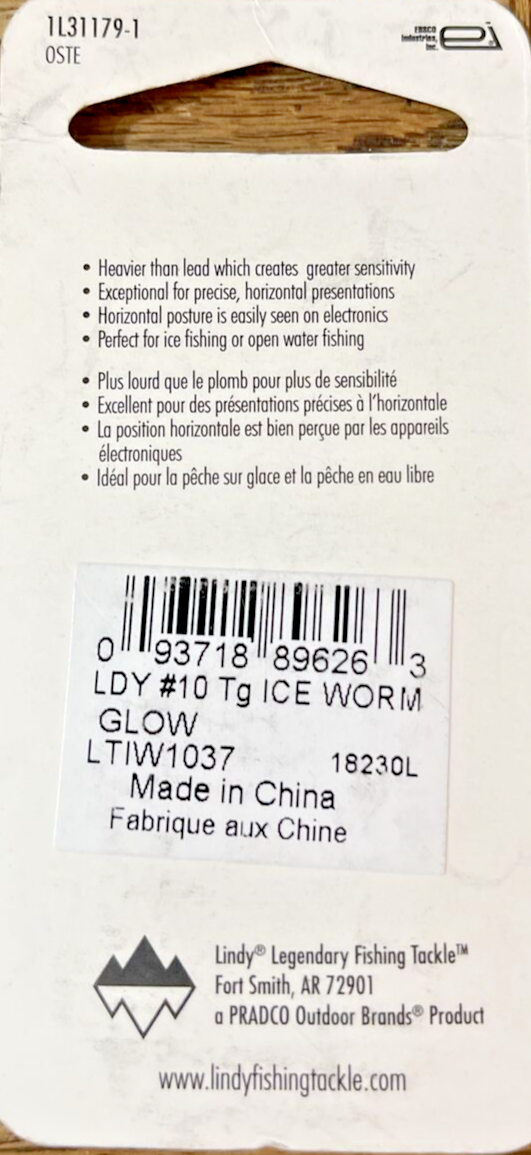 1L31179-1
OSTE
EBSCO
Industries,
Inc.
ei
• Heavier than lead which creates greater sensitivity
• Exceptional for precise, horizontal presentations
• Horizontal posture is easily seen on electronics
• Perfect for ice fishing or open water fishing
• Plus lourd que le plomb pour plus de sensibilité
• Excellent pour des présentations précises à l'horizontale
• La position horizontale est bien perçue par les appareils
électroniques
• Idéal pour la pêche sur glace et la pêche en eau libre
0 93718 89626 3
LDY #10 Tg ICE WORM
GLOW
LTIW1037 18230L
Made in China
Fabrique aux Chine
Lindy® Legendary Fishing Tackle™
Fort Smith, AR 72901
a PRADCO Outdoor Brands® Product
www.lindyfishingtackle.com